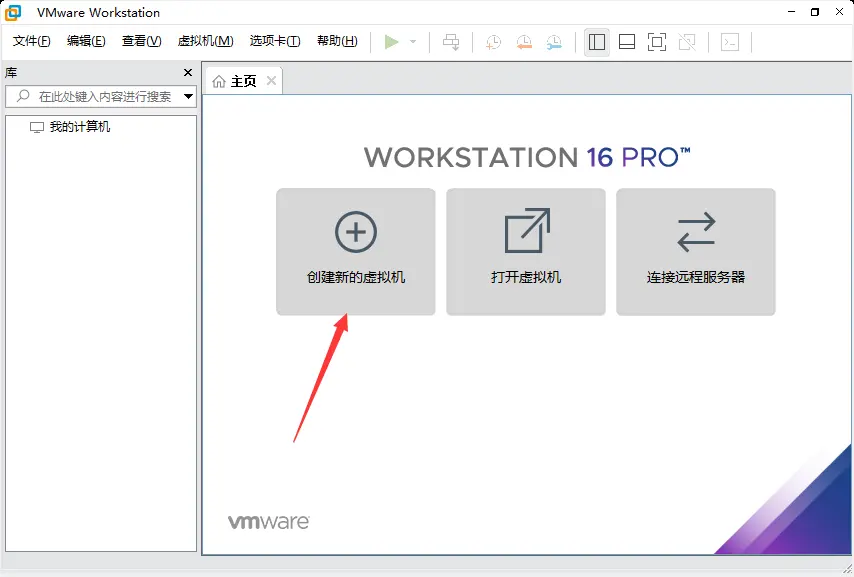 VMware Workstation
文件(F) 编辑(E) 查看(V) 虚拟机(M) 选项卡(T) 帮助(H)
库
在此处键入内容进行搜索
我的计算机
主页
WORKSTATION 16 PRO™
创建新的虚拟机 打开虚拟机 连接远程服务器
vmware